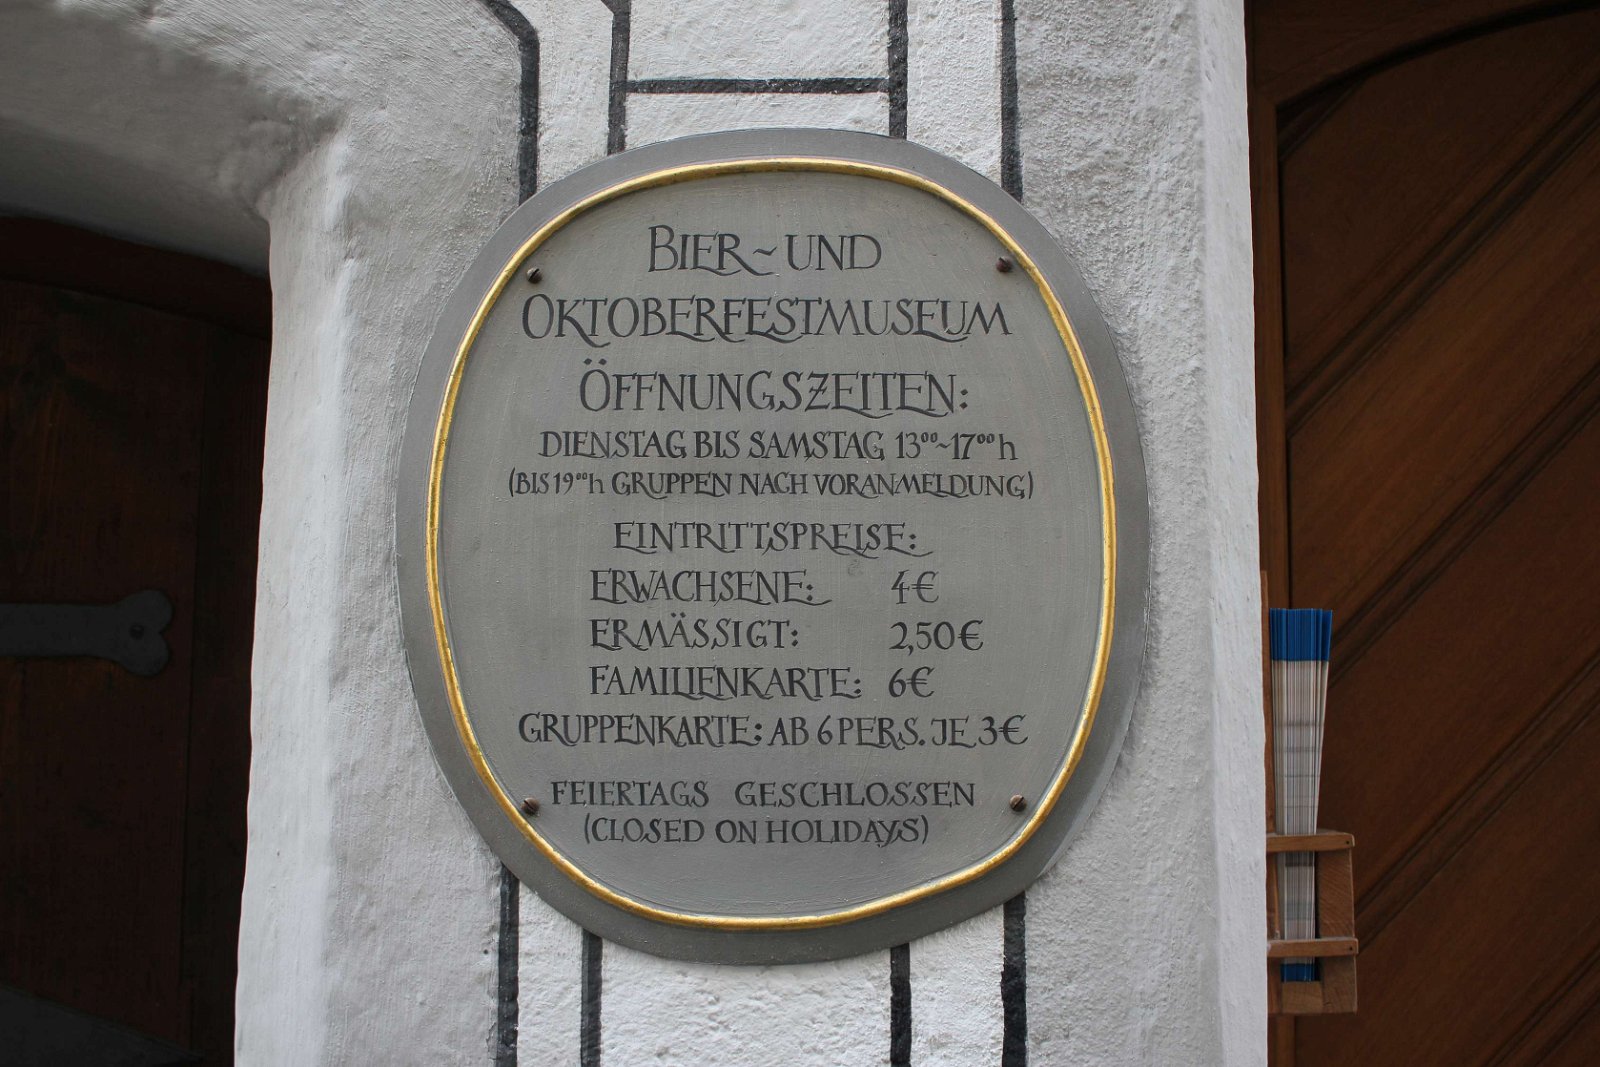 BIER- UND
OKTOBERFESTMUSEUM
ÖFFNUNGSZEITEN:
DIENSTAG BIS SAMSTAG 13⁰⁰-17⁰⁰ h
(BIS 19⁰⁰h GRUPPEN NACH VORANMELDUNG)
EINTRITTSPREISE:
ERWACHSENE: 4€
ERMÄSSIGT: 2,50€
FAMILIENKARTE: 6€
GRUPPENKARTE: AB 6 PERS. JE 3€
FEIERTAGS GESCHLOSSEN
(CLOSED ON HOLIDAYS)